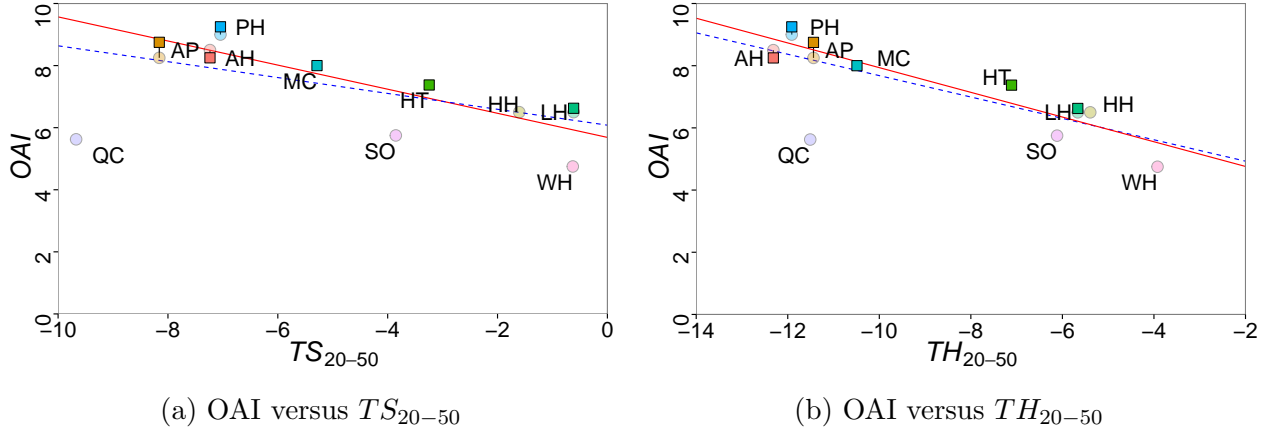 OAI
10
8
6
4
2
0
PH
AP
AH
MC
HT
HH
LH
QC
SO
WH
−10
−8
−6
−4
−2
0
TS20−50
(a) OAI versus TS20−50
OAI
10
8
6
4
2
0
PH
AH
AP
MC
HT
LH
HH
QC
SO
WH
−14
−12
−10
−8
−6
−4
−2
TH20−50
(b) OAI versus TH20−50